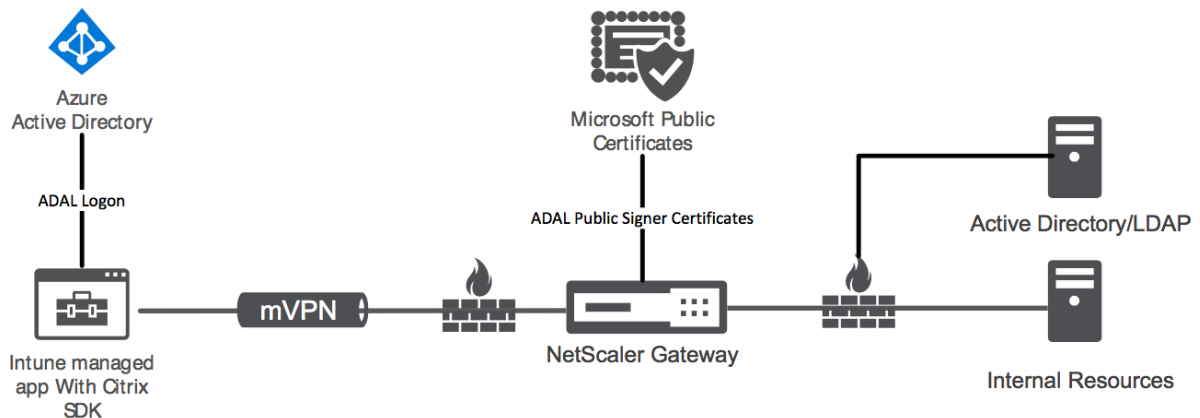 Azure
Active Directory
ADAL Logon
Intune managed
app With Citrix
SDK
mVPN
Microsoft Public
Certificates
ADAL Public Signer Certificates
NetScaler Gateway
Active Directory/LDAP
Internal Resources